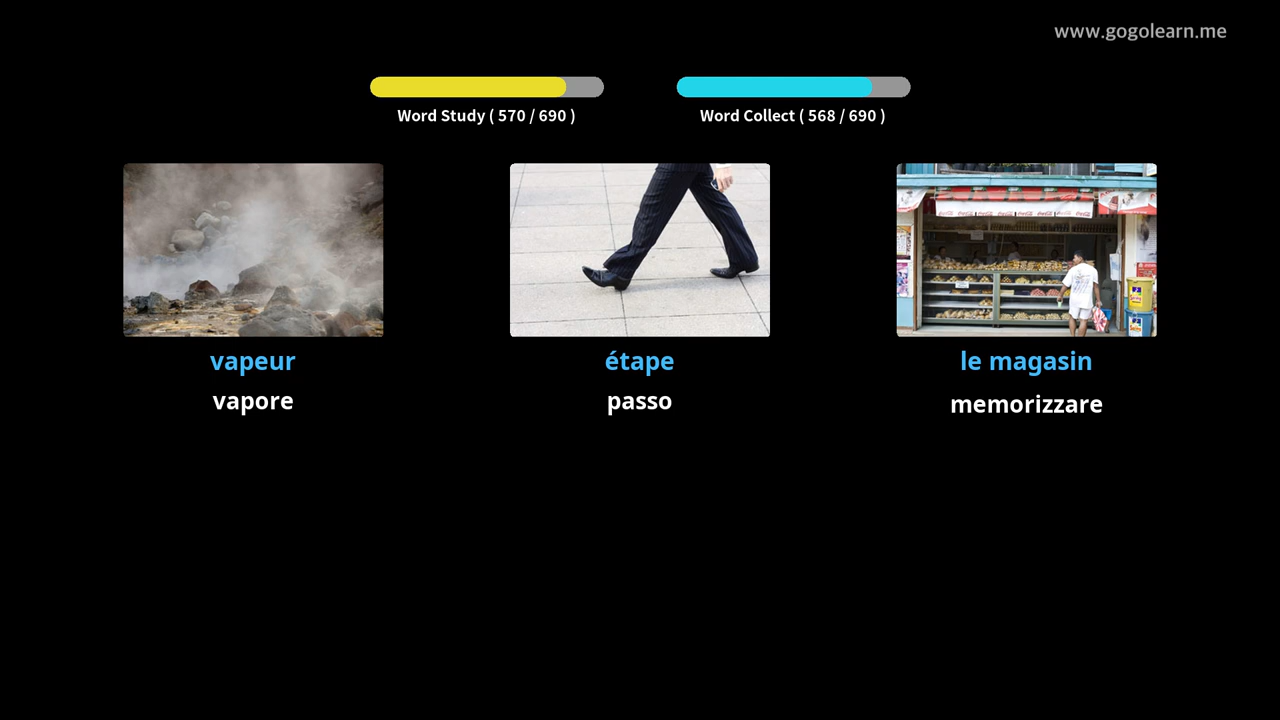 www.gogolearn.me
Word Study ( 570 / 690 )
Word Collect ( 568 / 690 )
vapeur
vapore
étape
passo
le magasin
memorizzare